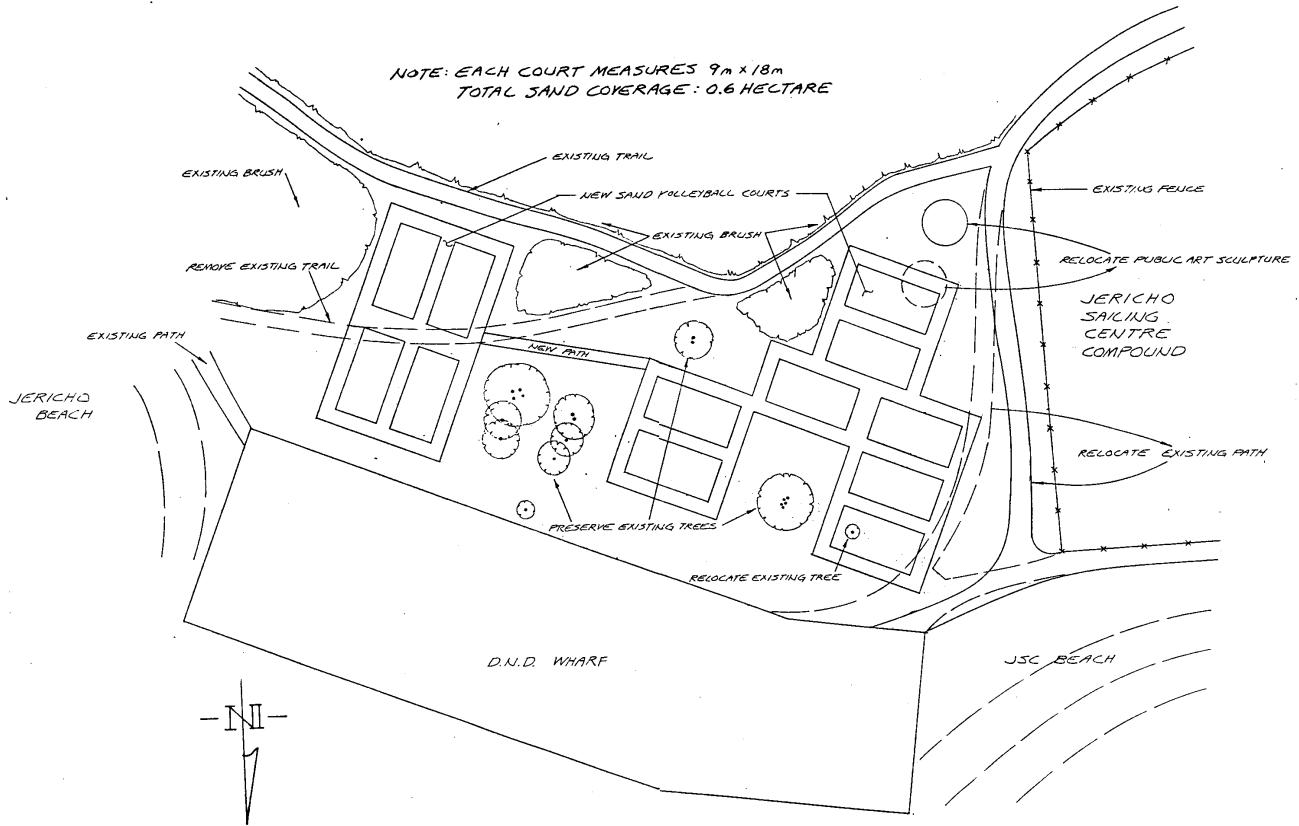 NOTE: EACH COURT MEASURES 9m x 18m
TOTAL SAND COVERAGE: 0.6 HECTARE
EXISTING TRAIL
EXISTING BRUSH
NEW SAND VOLLEYBALL COURTS
EXISTING FENCE
EXISTING BRUSH
RELOCATE PUBLIC ART SCULPTURE
REMOVE EXISTING TRAIL
JERICHO
SAILING
CENTRE
COMPOUND
EXISTING PATH
NEW PATH
JERICHO
BEACH
RELOCATE EXISTING PATH
PRESERVE EXISTING TREES
RELOCATE EXISTING TREE
D.N.D. WHARF
JSC BEACH
N